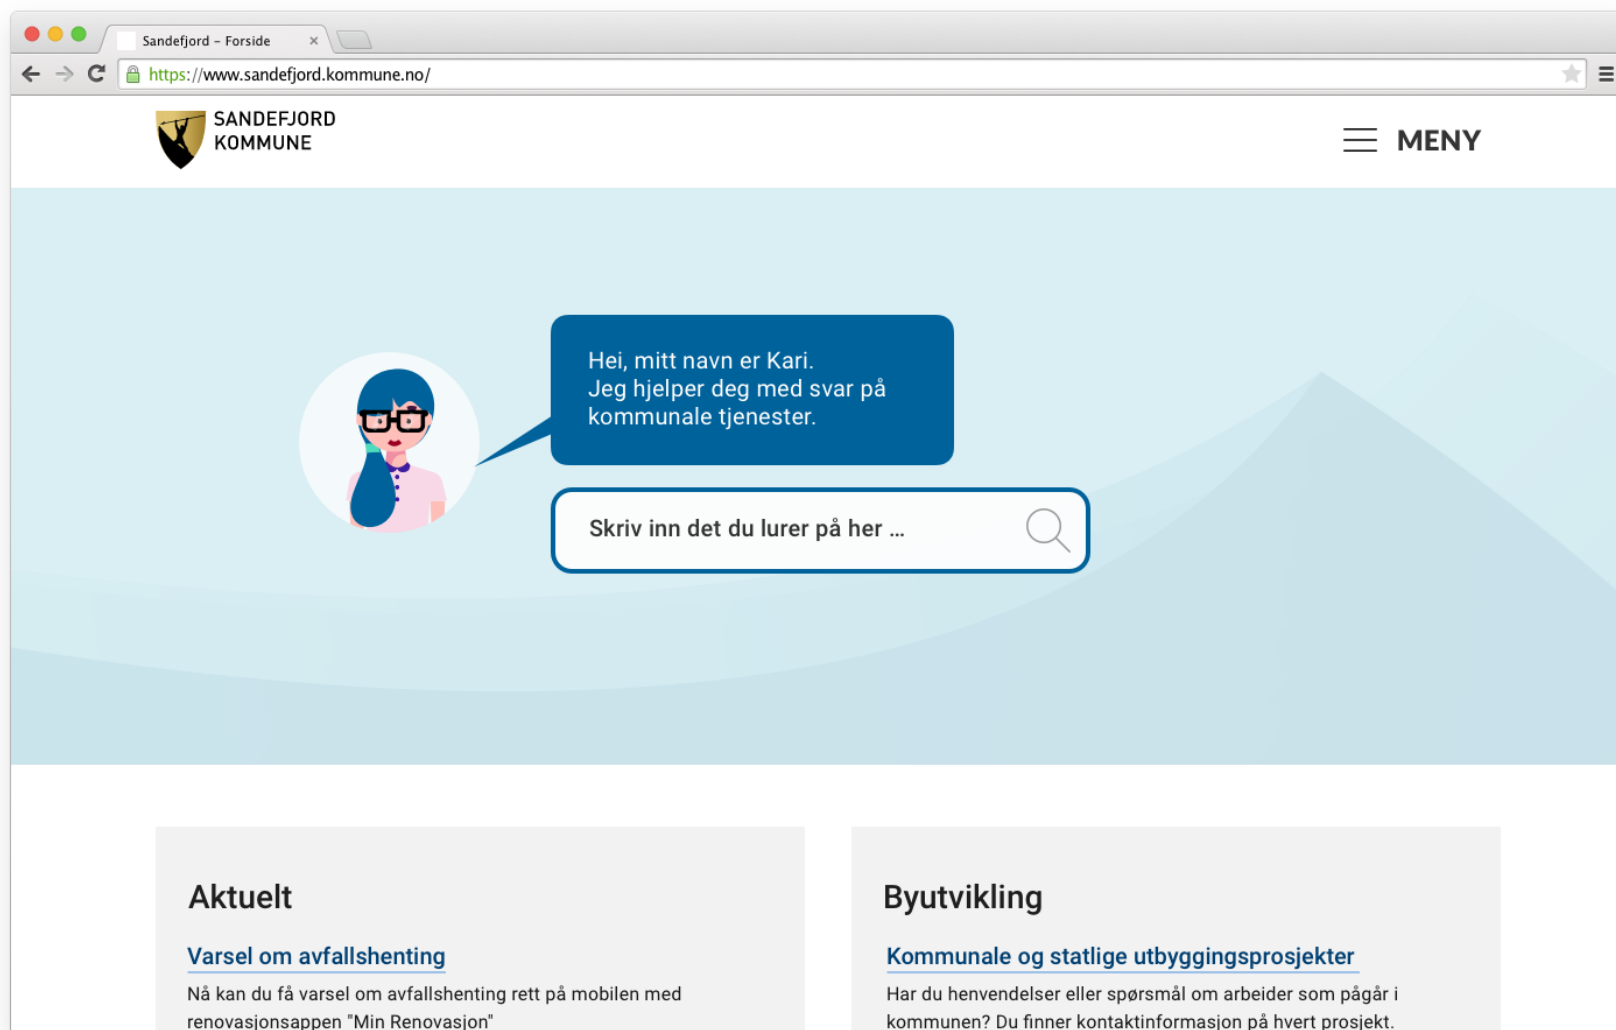 Sandefjord – Forside
https://www.sandefjord.kommune.no/
SANDEFJORD
KOMMUNE
MENY
Hei, mitt navn er Kari.
Jeg hjelper deg med svar på
kommunale tjenester.
Skriv inn det du lurer på her ...
Aktuelt
Varsel om avfallshenting
Nå kan du få varsel om avfallshenting rett på mobilen med
renovasjonsappen "Min Renovasjon"
Byutvikling
Kommunale og statlige utbyggingsprosjekter
Har du henvendelser eller spørsmål om arbeider som pågår i
kommunen? Du finner kontaktinformasjon på hvert prosjekt.